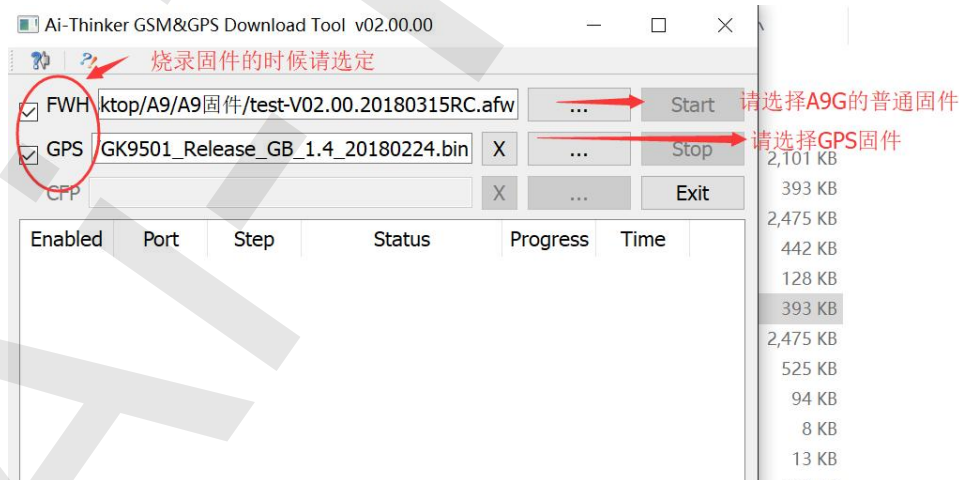 Ai-Thinker GSM&GPS Download Tool v02.00.00
烧录固件的时候请选定
FWH ktop/A9/A9固件/test-V02.00.20180315RC.afw ... Start
请选择A9G的普通固件
GPS GK9501_Release_GB_1.4_20180224.bin X ... Stop
请选择GPS固件
CFP X ... Exit
Enabled Port Step Status Progress Time
2,101 KB
393 KB
2,475 KB
442 KB
128 KB
393 KB
2,475 KB
525 KB
94 KB
8 KB
13 KB